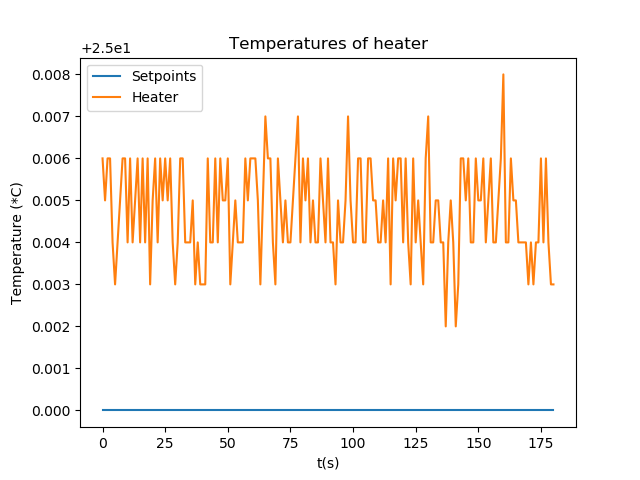 Temperatures of heater
+2.5e1
Setpoints
Heater
0.008
0.007
0.006
0.005
0.004
0.003
0.002
0.001
0.000
Temperature (*C)
0 25 50 75 100 125 150 175
t(s)